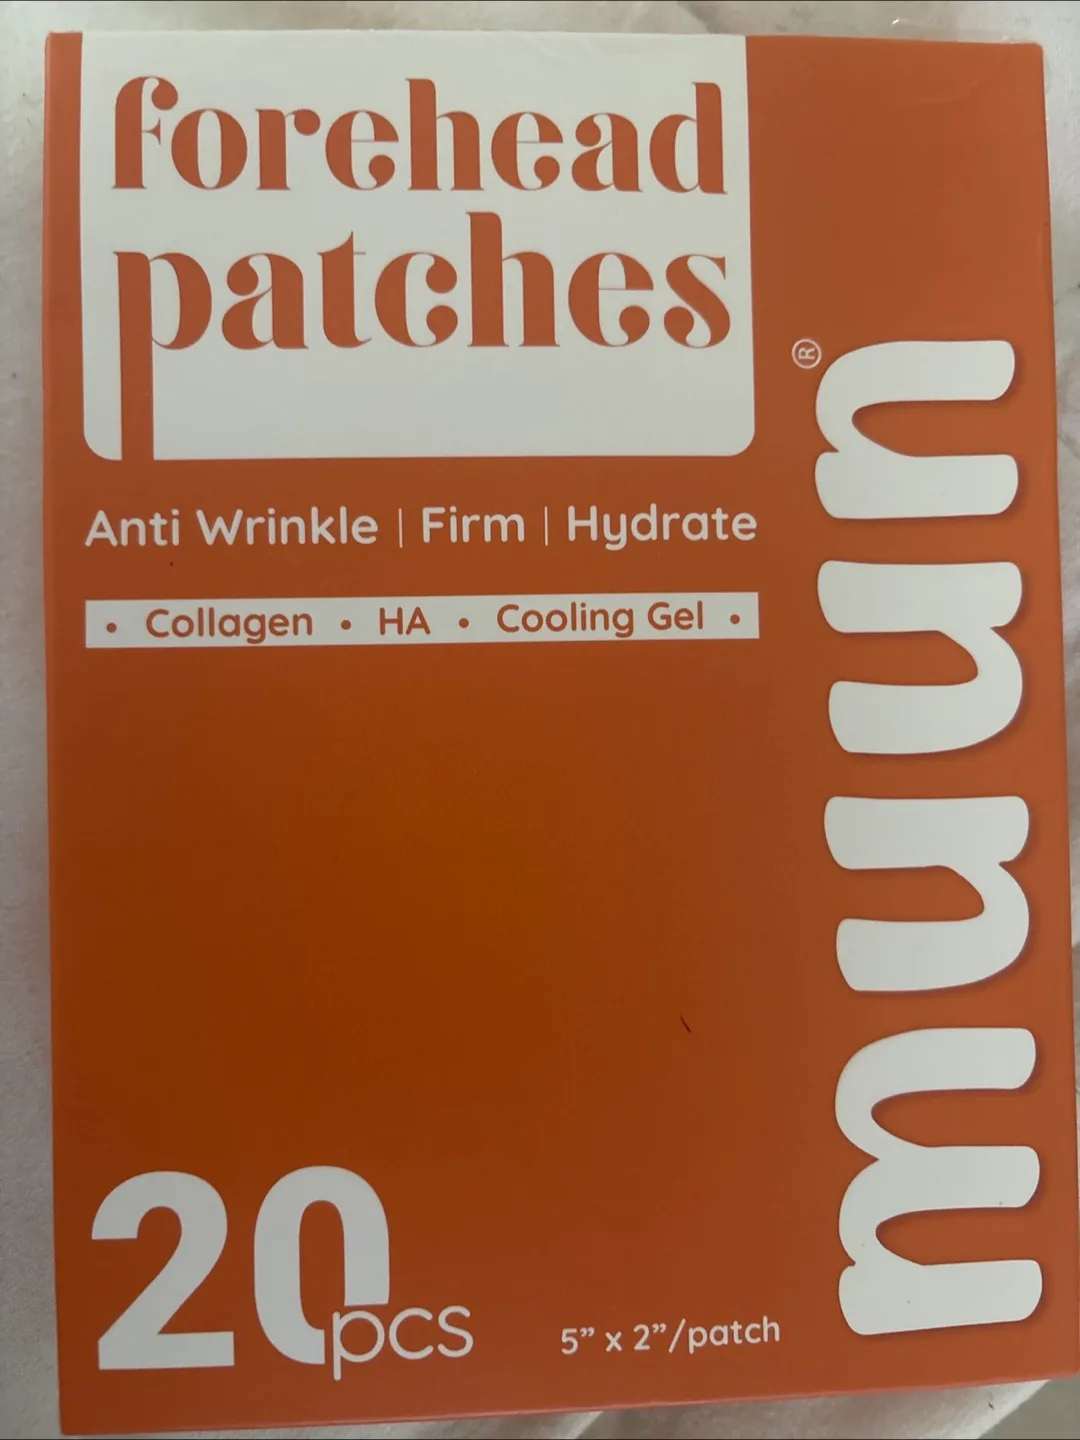 forehead
patches
Anti Wrinkle | Firm | Hydrate
• Collagen • HA • Cooling Gel •
muun®
20pcs
5” x 2”/patch